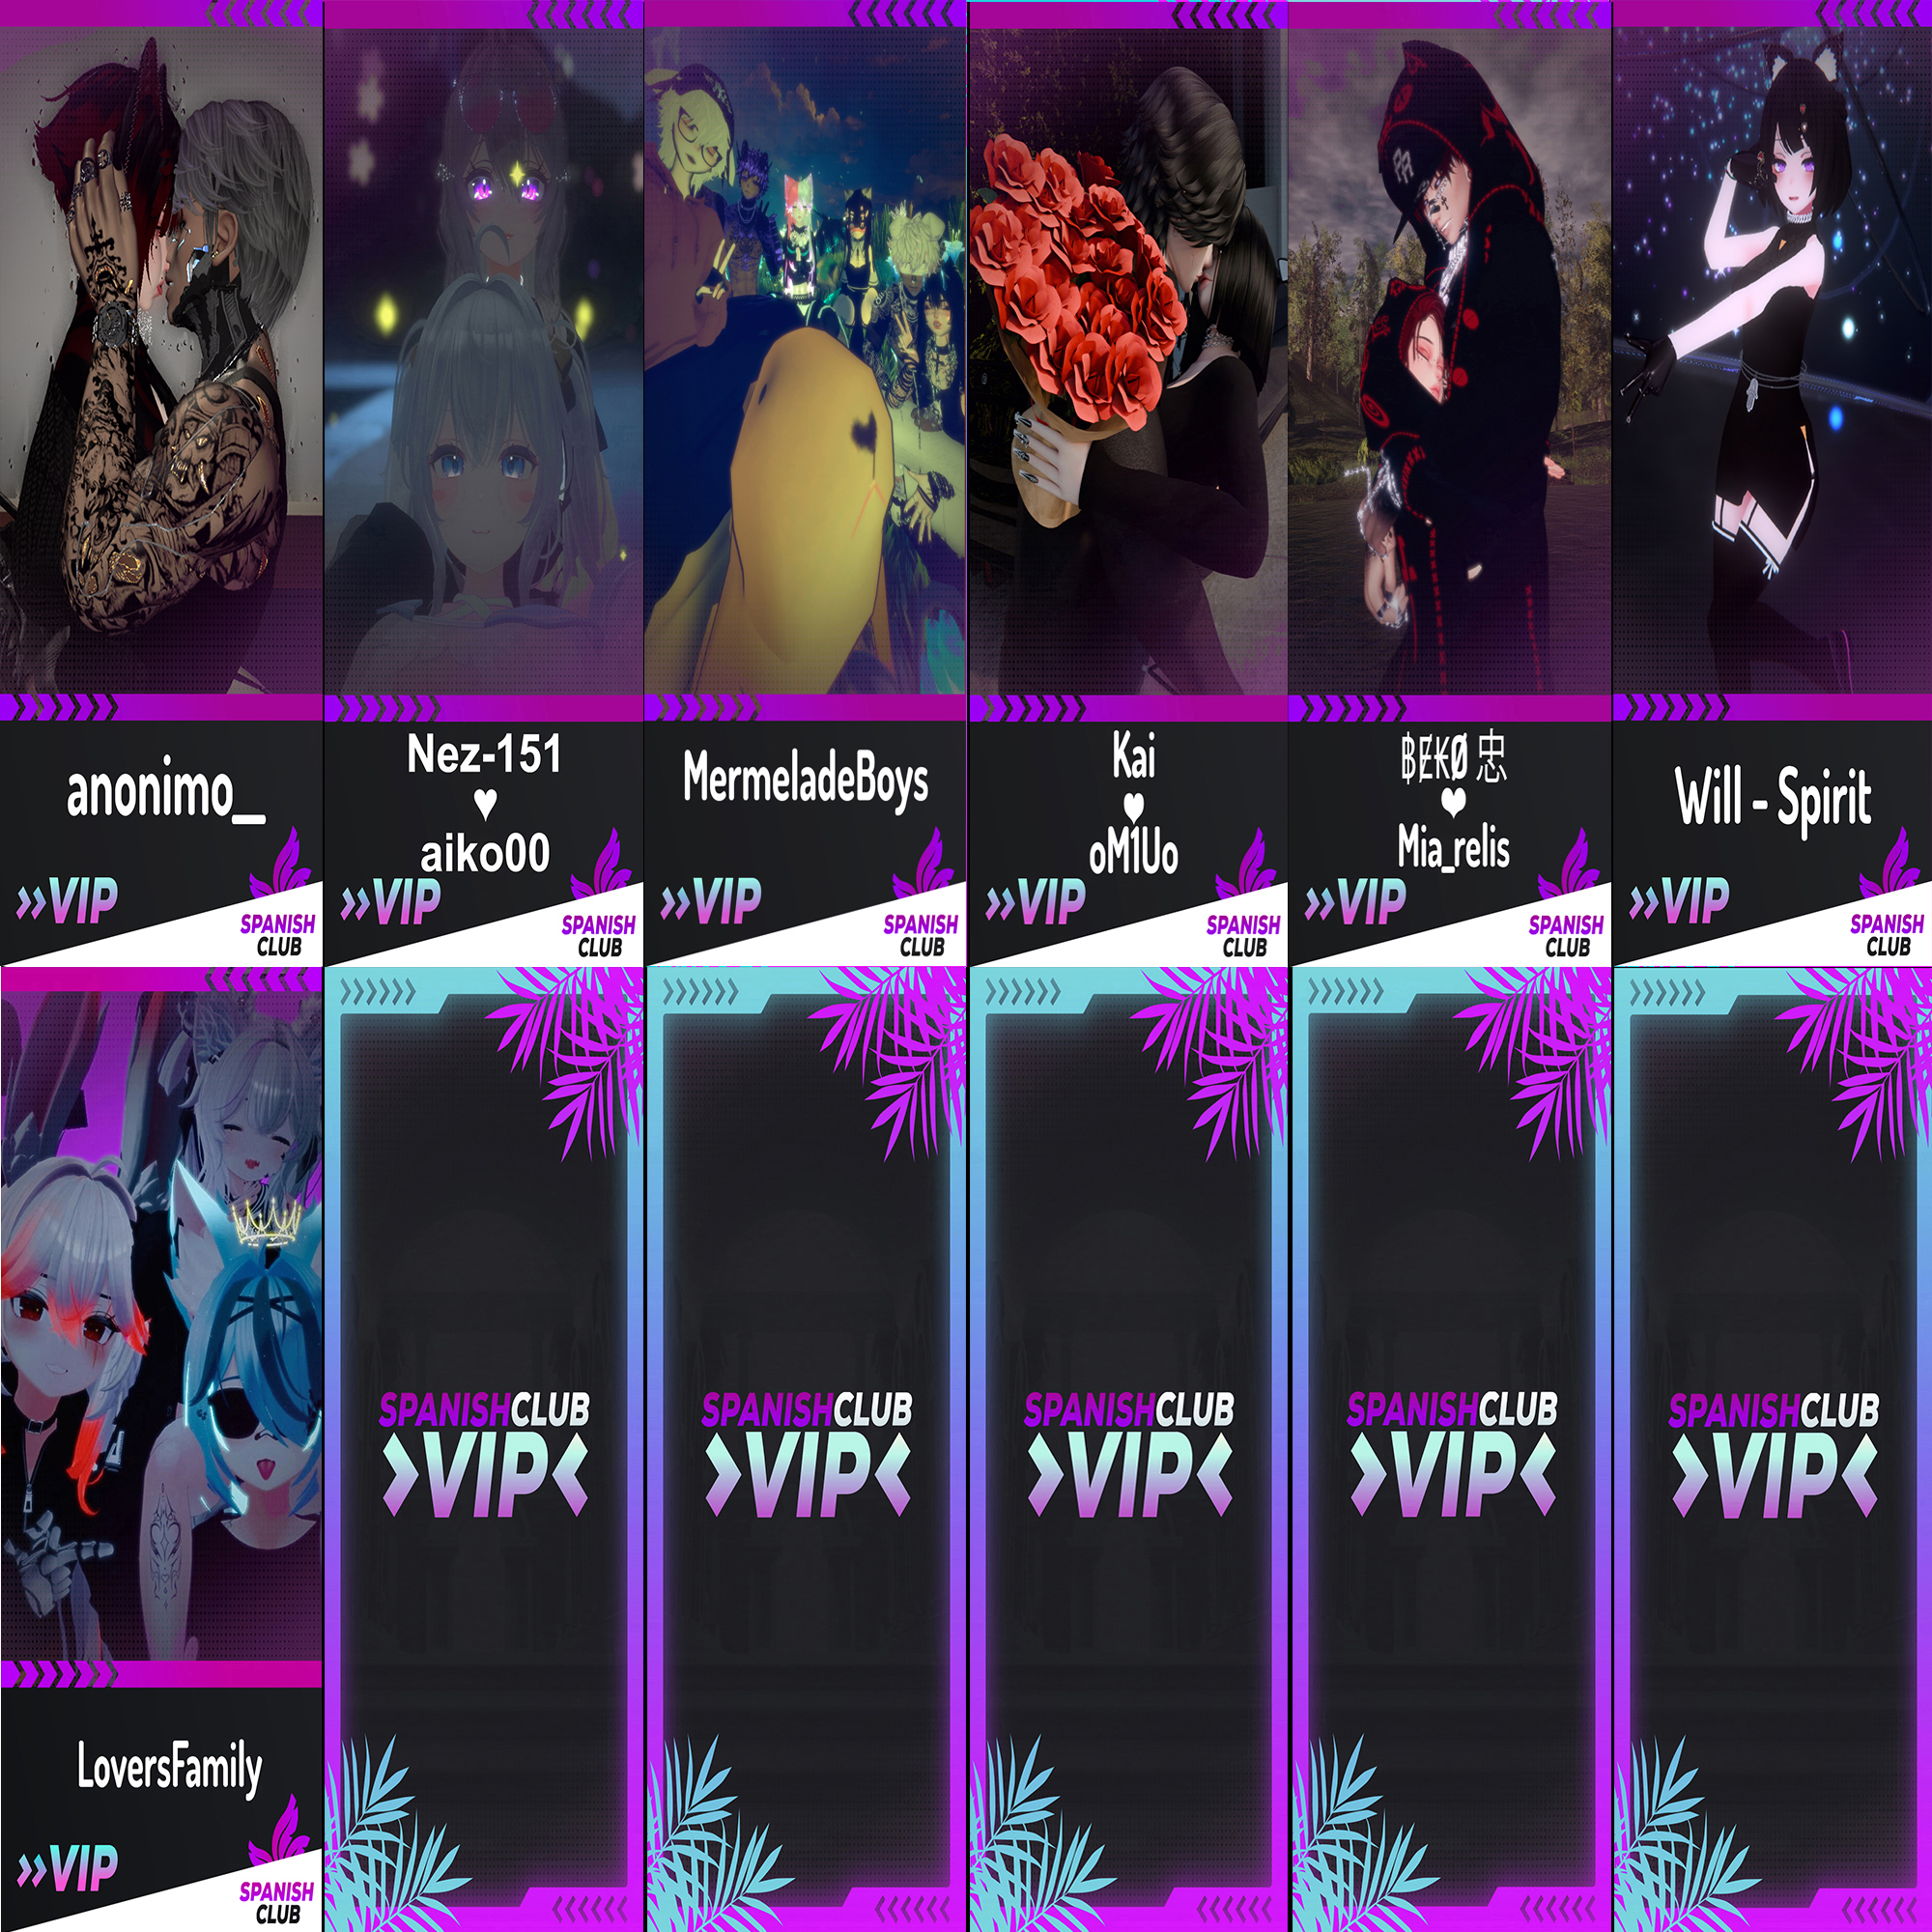 anonimo_
»VIP
SPANISH
CLUB
Nez-151
♥
aiko00
»VIP
SPANISH
CLUB
MermeladeBoys
»VIP
SPANISH
CLUB
Kai
♥
oM1Uo
»VIP
SPANISH
CLUB
฿ɆꝀØ 忠
♥
Mia_relis
»VIP
SPANISH
CLUB
Will - Spirit
»VIP
SPANISH
CLUB
LoversFamily
»VIP
SPANISH
CLUB
SPANISHCLUB
VIP
SPANISHCLUB
VIP
SPANISHCLUB
VIP
SPANISHCLUB
VIP
SPANISHCLUB
VIP